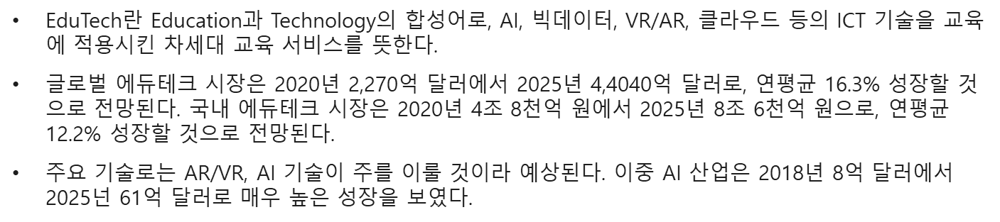 • EduTech란 Education과 Technology의 합성어로, AI, 빅데이터, VR/AR, 클라우드 등의 ICT 기술을 교육
에 적용시킨 차세대 교육 서비스를 뜻한다.
• 글로벌 에듀테크 시장은 2020년 2,270억 달러에서 2025년 4,4040억 달러로, 연평균 16.3% 성장할 것
으로 전망된다. 국내 에듀테크 시장은 2020년 4조 8천억 원에서 2025년 8조 6천억 원으로, 연평균
12.2% 성장할 것으로 전망된다.
• 주요 기술로는 AR/VR, AI 기술이 주를 이룰 것이라 예상된다. 이중 AI 산업은 2018년 8억 달러에서
2025넌 61억 달러로 매우 높은 성장을 보였다.